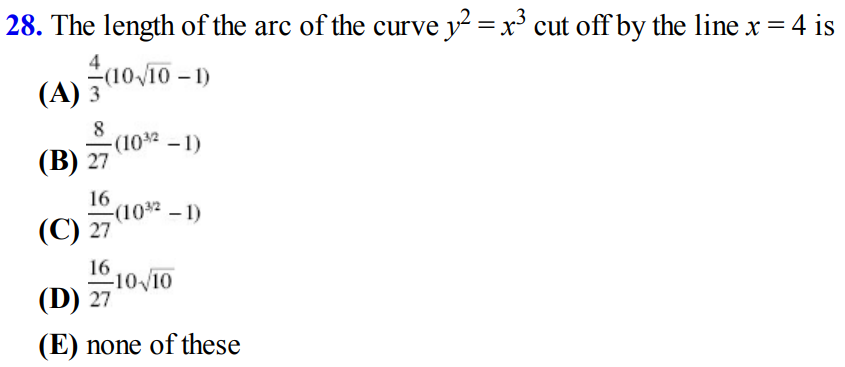 28. The length of the arc of the curve y² = x³ cut off by the line x = 4 is
(A) 4/3(10√10 – 1)
(B) 8/27(10^3/2 – 1)
(C) 16/27(10^3/2 – 1)
(D) 16/27 10√10
(E) none of these